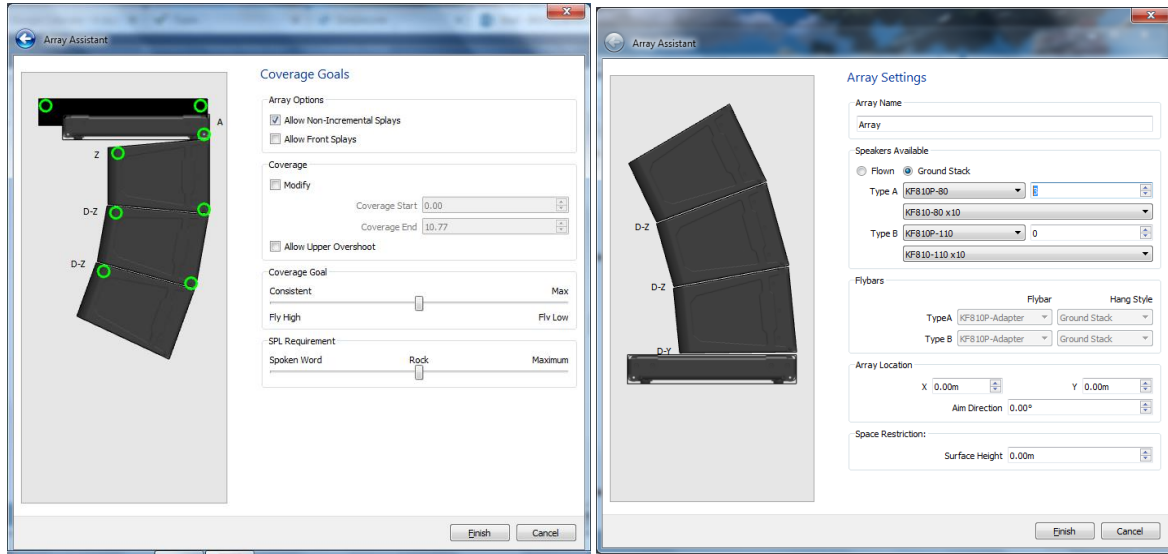 Array Assistant
Coverage Goals
Array Options
Allow Non-Incremental Splays
Allow Front Splays
Coverage
Modify
Coverage Start 0.00
Coverage End 10.77
Allow Upper Overshoot
Coverage Goal
Consistent Max
Fly High Fly Low
SPL Requirement
Spoken Word Rock Maximum
A
Z
D-Z
D-Z
Finish Cancel
Array Assistant
Array Settings
Array Name
Array
Speakers Available
Flown Ground Stack
Type A KF810P-80 3
KF810-80 x10
Type B KF810P-110 0
KF810-110 x10
Flybars
Flybar Hang Style
TypeA KF810P-Adapter Ground Stack
Type B KF810P-Adapter Ground Stack
Array Location
X 0.00m Y 0.00m
Aim Direction 0.00°
Space Restriction:
Surface Height 0.00m
D-Z
D-Z
D-Y
Finish Cancel